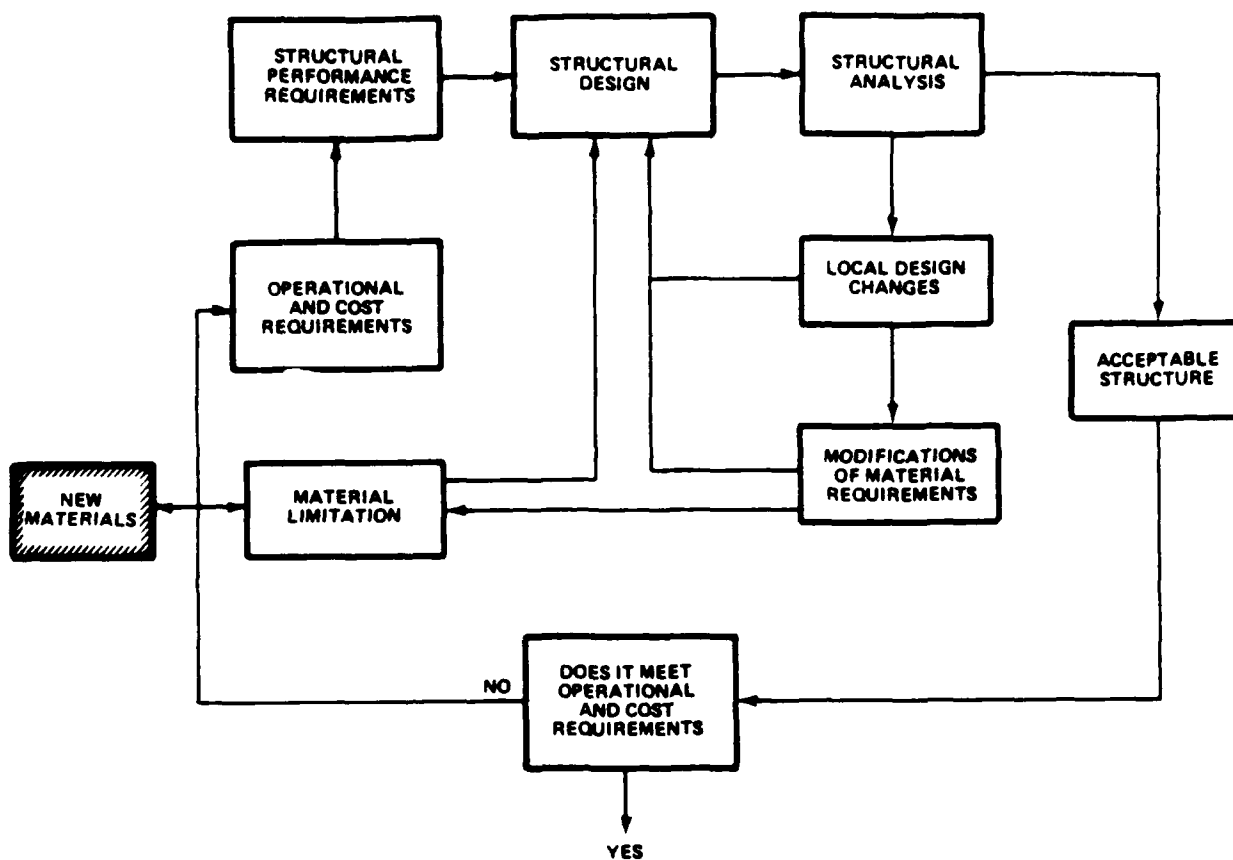 STRUCTURAL
PERFORMANCE
REQUIREMENTS
STRUCTURAL
DESIGN
STRUCTURAL
ANALYSIS
OPERATIONAL
AND COST
REQUIREMENTS
LOCAL DESIGN
CHANGES
ACCEPTABLE
STRUCTURE
NEW
MATERIALS
MATERIAL
LIMITATION
MODIFICATIONS
OF MATERIAL
REQUIREMENTS
NO
DOES IT MEET
OPERATIONAL
AND COST
REQUIREMENTS
YES